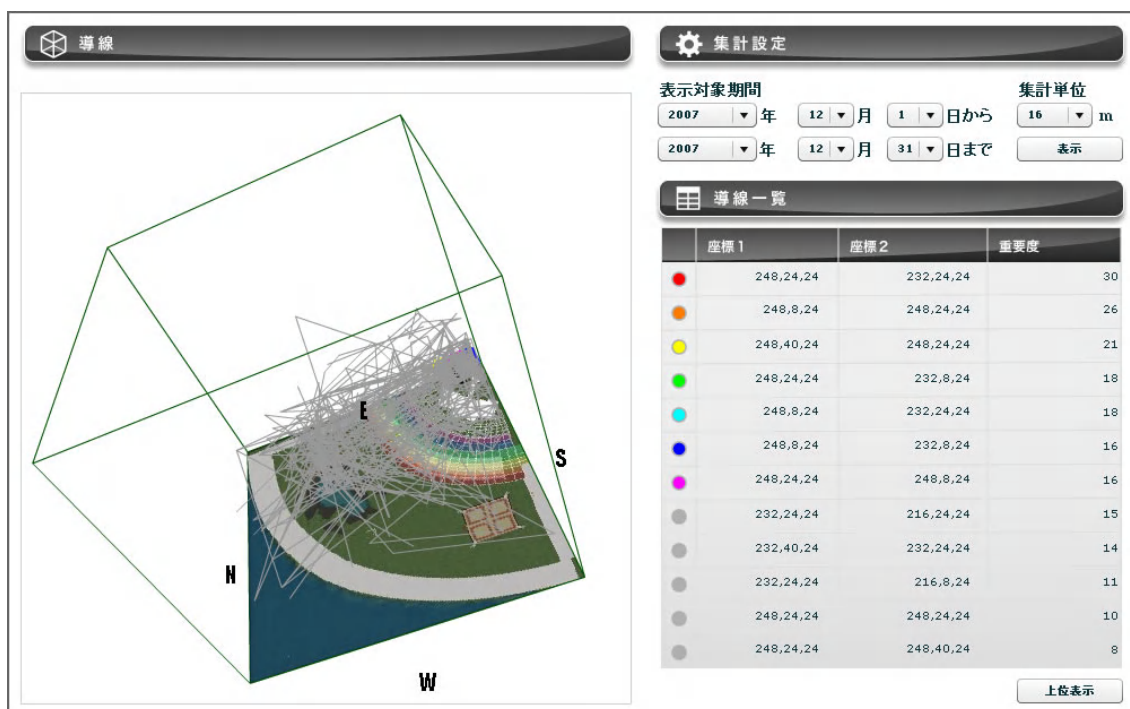 導線
E
S
N
W
集計設定
表示対象期間 集計単位
2007 年 12 月 1 日から 16 m
2007 年 12 月 31 日まで 表示
導線一覧
座標1 座標2 重要度
248,24,24 232,24,24 30
248,8,24 248,24,24 26
248,40,24 248,24,24 21
248,24,24 232,8,24 18
248,8,24 232,24,24 18
248,8,24 232,8,24 16
248,24,24 248,8,24 16
232,24,24 216,24,24 15
232,40,24 232,24,24 14
232,24,24 216,8,24 11
248,24,24 248,24,24 10
248,24,24 248,40,24 8
上位表示